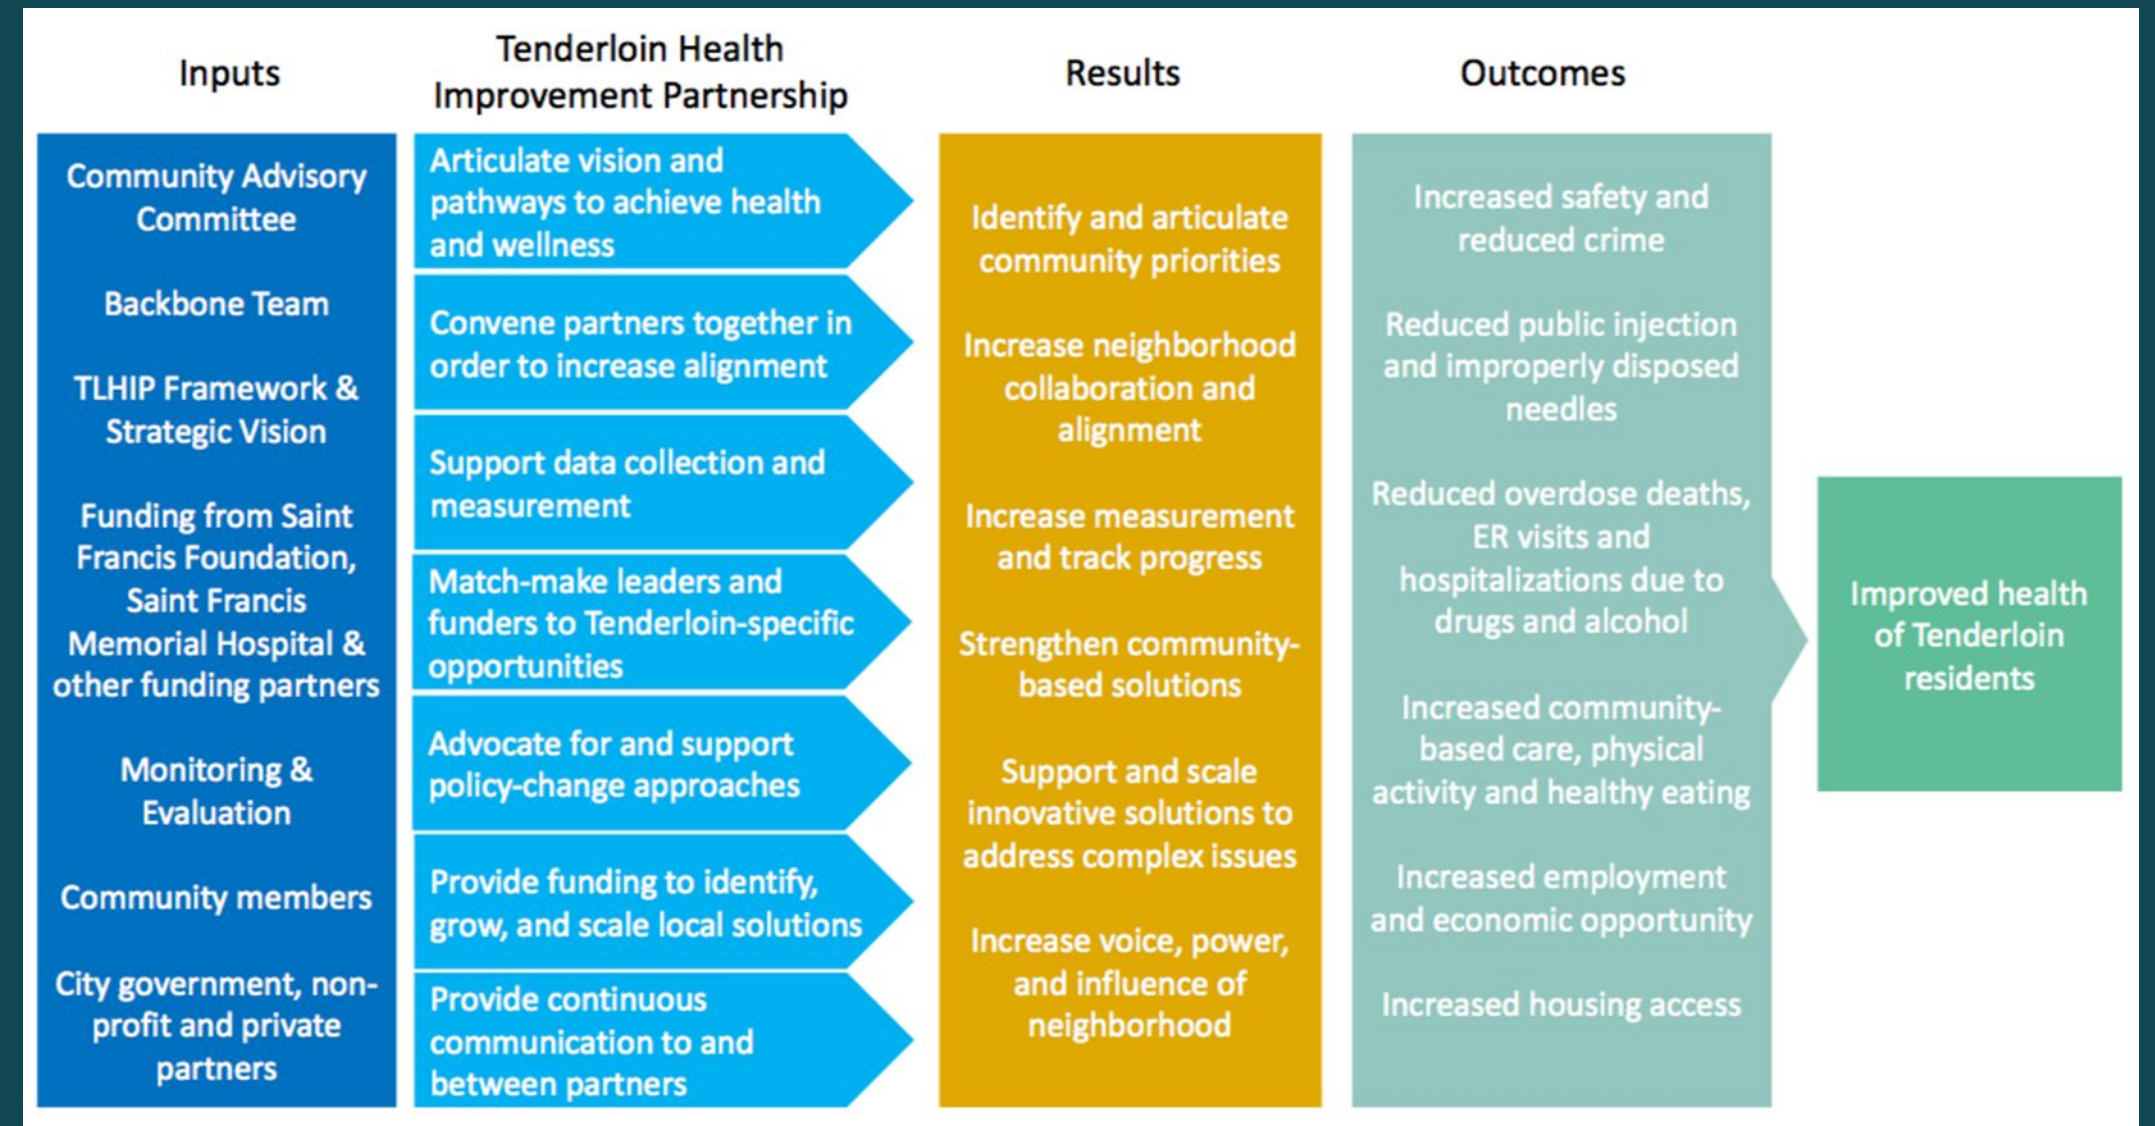 Inputs
Community Advisory
Committee
Backbone Team
TLHIP Framework &
Strategic Vision
Funding from Saint
Francis Foundation,
Saint Francis
Memorial Hospital &
other funding partners
Monitoring &
Evaluation
Community members
City government, non-
profit and private
partners
Tenderloin Health
Improvement Partnership
Articulate vision and
pathways to achieve health
and wellness
Convene partners together in
order to increase alignment
Support data collection and
measurement
Match-make leaders and
funders to Tenderloin-specific
opportunities
Advocate for and support
policy-change approaches
Provide funding to identify,
grow, and scale local solutions
Provide continuous
communication to and
between partners
Results
Identify and articulate
community priorities
Increase neighborhood
collaboration and
alignment
Increase measurement
and track progress
Strengthen community-
based solutions
Support and scale
innovative solutions to
address complex issues
Increase voice, power,
and influence of
neighborhood
Outcomes
Increased safety and
reduced crime
Reduced public injection
and improperly disposed
needles
Reduced overdose deaths,
ER visits and
hospitalizations due to
drugs and alcohol
Increased community-
based care, physical
activity and healthy eating
Increased employment
and economic opportunity
Increased housing access
Improved health
of Tenderloin
residents